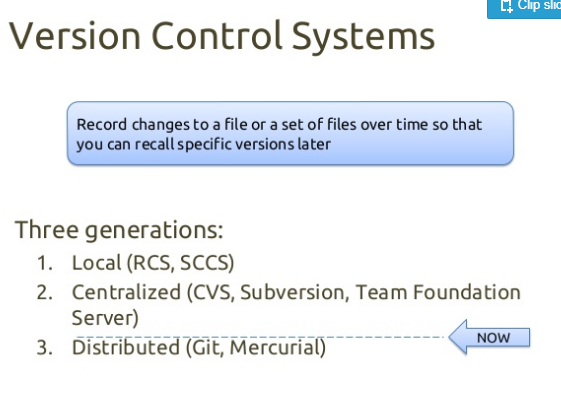 Clip slid
Version Control Systems
Record changes to a file or a set of files over time so that
you can recall specific versions later
Three generations:
1. Local (RCS, SCCS)
2. Centralized (CVS, Subversion, Team Foundation
Server)
NOW
3. Distributed (Git, Mercurial)